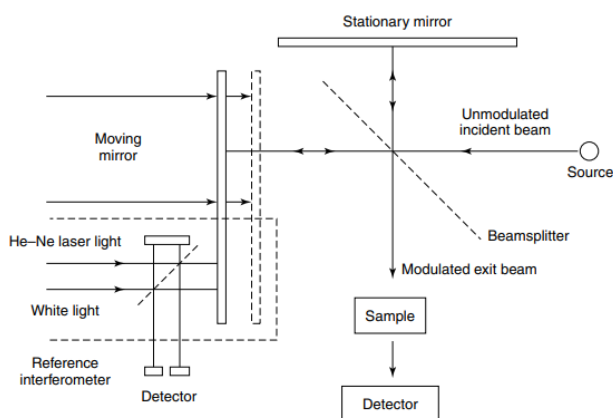 Stationary mirror
Unmodulated
incident beam
Moving
mirror
Source
Beamsplitter
He–Ne laser light
Modulated exit beam
White light
Sample
Reference
interferometer
Detector
Detector